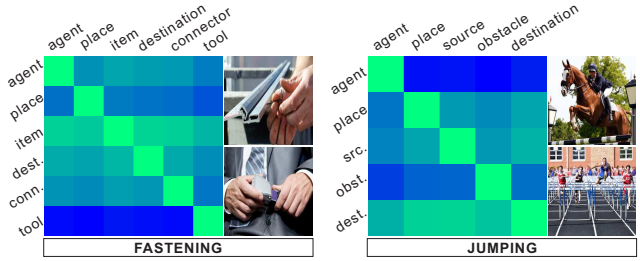 agent place item destination connector tool
agent
place
item
dest.
conn.
tool
FASTENING
agent place source obstacle destination
agent
place
src.
obst.
dest.
JUMPING